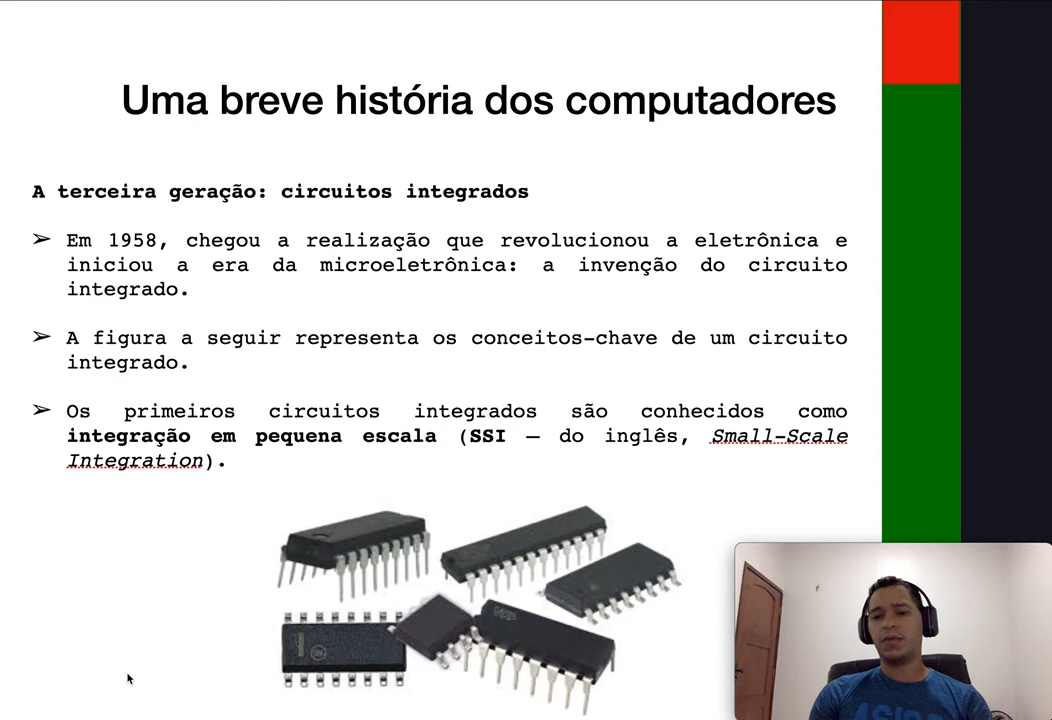 Uma breve história dos computadores
A terceira geração: circuitos integrados
➢ Em 1958, chegou a realização que revolucionou a eletrônica e
iniciou a era da microeletrônica: a invenção do circuito
integrado.
➢ A figura a seguir representa os conceitos-chave de um circuito
integrado.
➢ Os primeiros circuitos integrados são conhecidos como
integração em pequena escala (SSI – do inglês, Small-Scale
Integration).